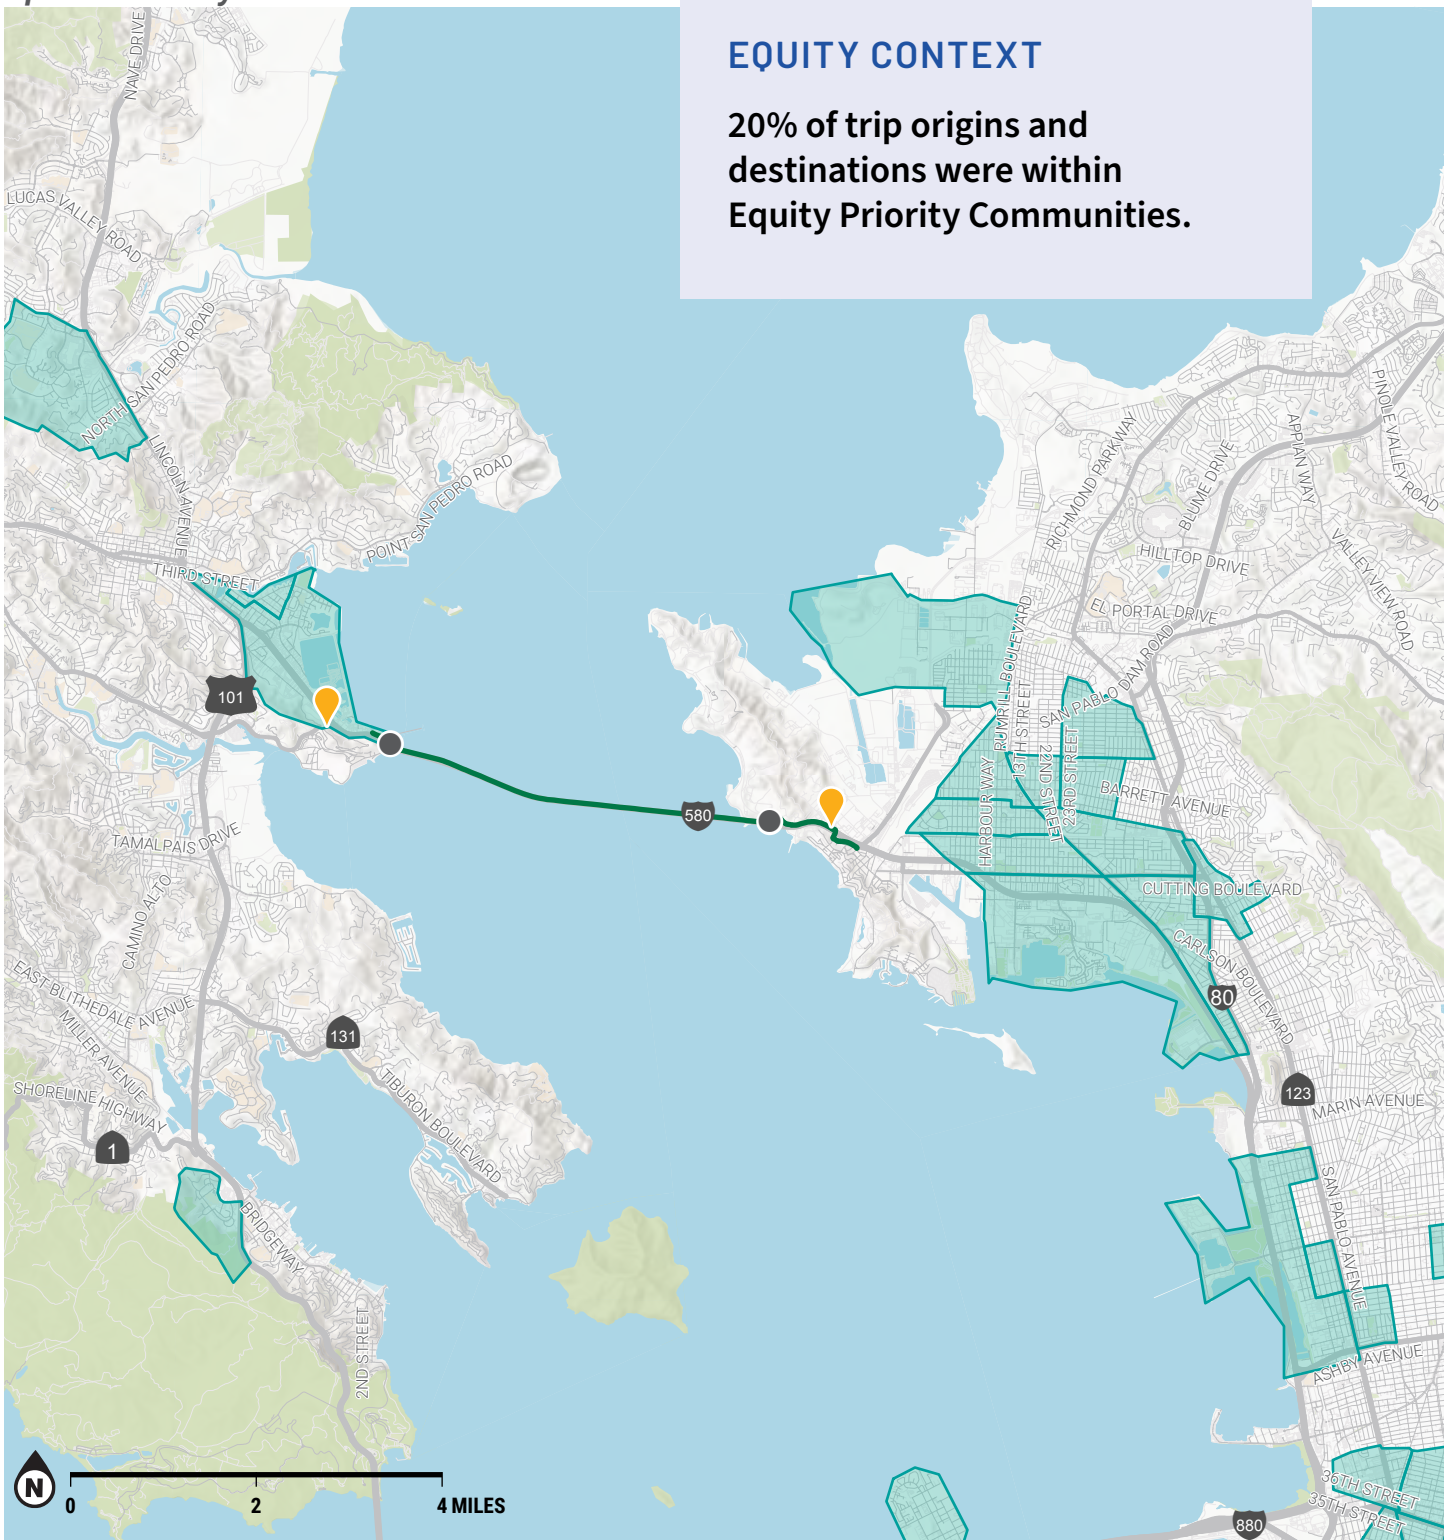 EQUITY CONTEXT
20% of trip origins and
destinations were within
Equity Priority Communities.
NAVE DRIVE
LUCAS VALLEY ROAD
NORTH SAN PEDRO ROAD
LINCOLN AVENUE
POINT SAN PEDRO ROAD
THIRD STREET
101
580
TAMALPAIS DRIVE
CAMINO ALTO
EAST BLITHEDALE AVENUE
MILLER AVENUE
SHORELINE HIGHWAY
131
TIBURON BOULEVARD
1
BRIDGEWAY
2ND STREET
RICHMOND PARKWAY
BLUME DRIVE
APPIAN WAY
PINOLE VALLEY ROAD
HILLTOP DRIVE
VALLEY VIEW ROAD
EL PORTAL DRIVE
SAN PABLO DAM ROAD
RUMRILL BOULEVARD
13TH STREET
22ND STREET
23RD STREET
HARBOUR WAY
BARRETT AVENUE
CUTTING BOULEVARD
CARLSON BOULEVARD
80
123
MARIN AVENUE
SAN PABLO AVENUE
ASHBY AVENUE
36TH STREET
35TH STREET
880
N
0 2 4 MILES